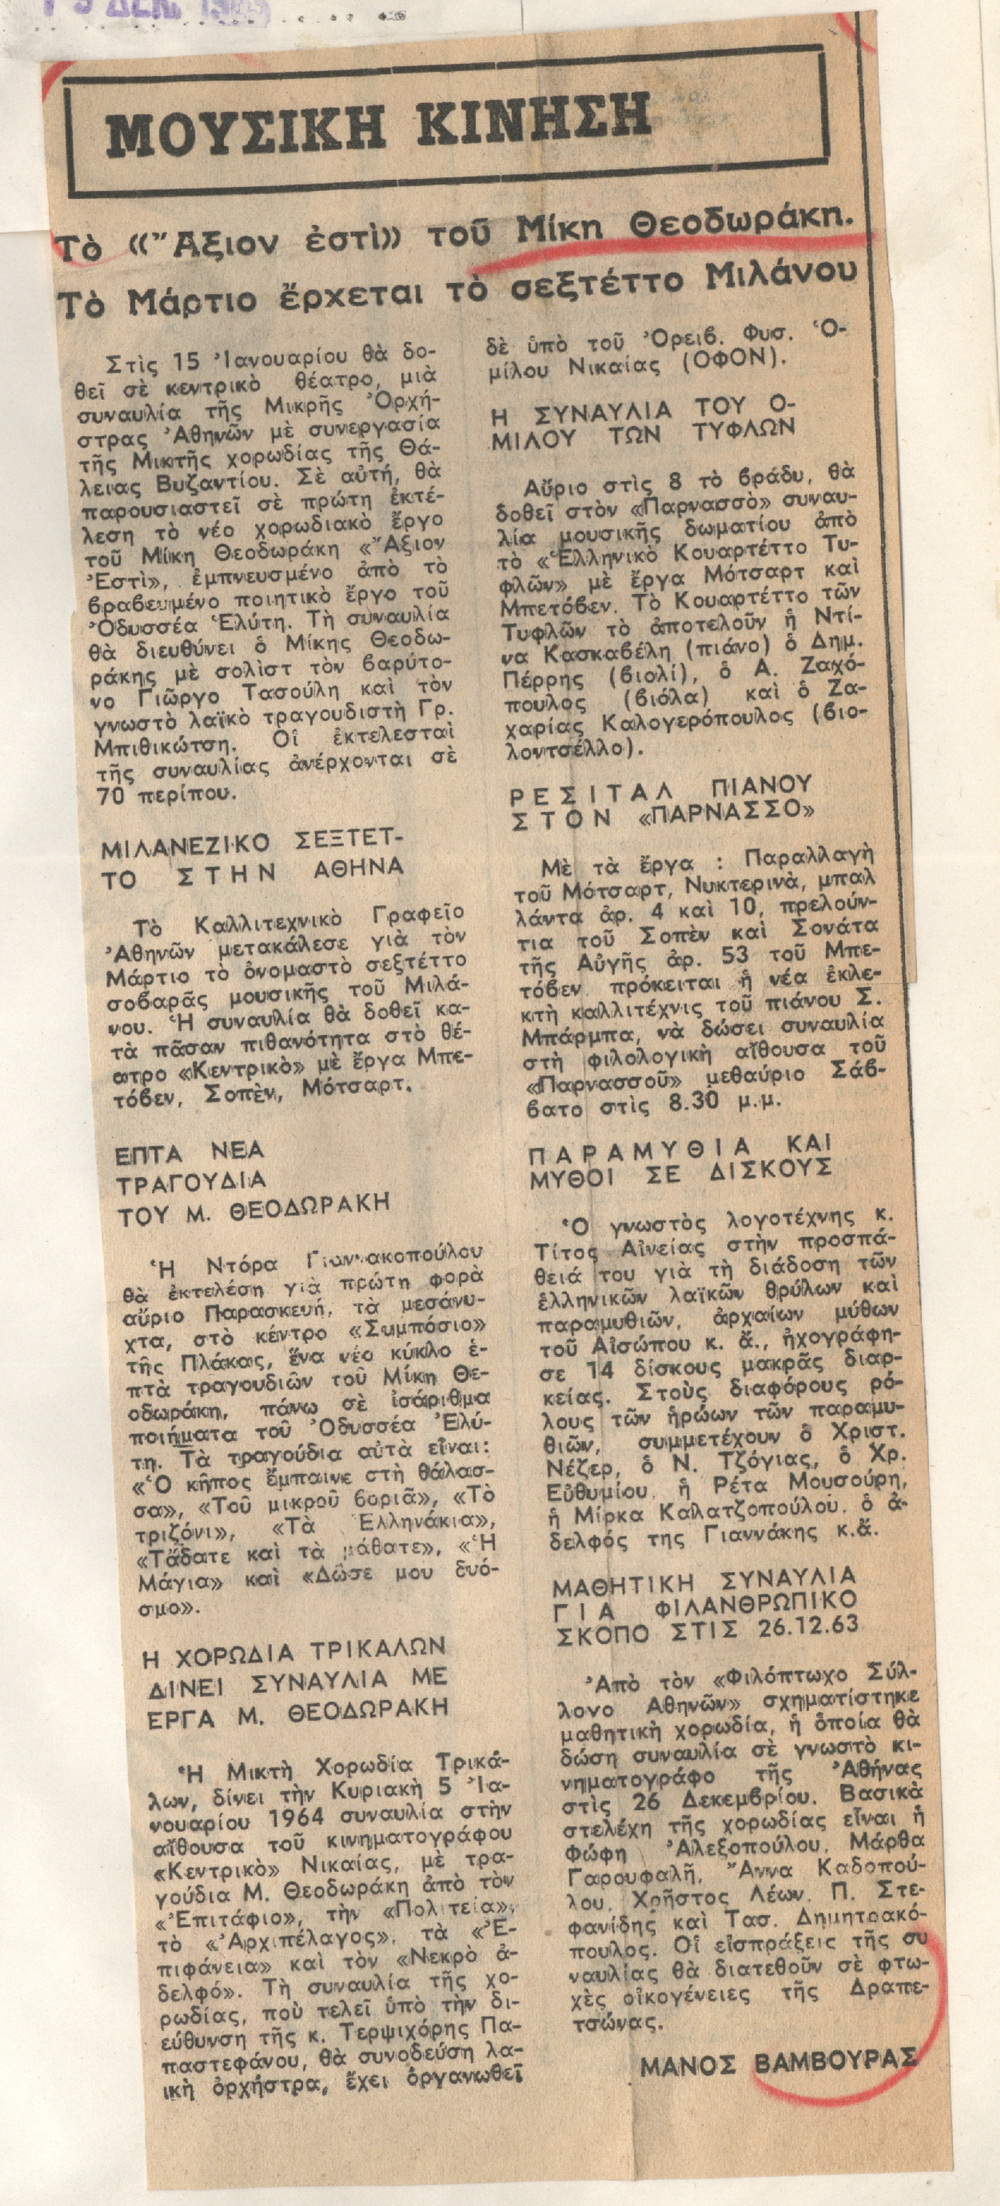 ΜΟΥΣΙΚΗ ΚΙΝΗΣΗ
Τὸ «Ἄξιον ἐστὶ» τοῦ Μίκη Θεοδωράκη.
Τὸ Μάρτιο ἔρχεται τὸ σεξτέττο Μιλάνου
Στὶς 15 Ἰανουαρίου θὰ δο-
θεῖ σὲ κεντρικὸ θέατρο, μιὰ
συναυλία τῆς Μικρῆς Ὀρχή-
στρας Ἀθηνῶν μὲ συνεργασία
τῆς Μικτῆς χορωδίας τῆς Θά-
λειας Βυζαντίου. Σὲ αὐτή, θὰ
παρουσιαστεῖ σὲ πρώτη ἐκτέ-
λεση τὸ νέο χορωδιακὸ ἔργο
τοῦ Μίκη Θεοδωράκη «Ἄξιον
Ἐστὶ», ἐμπνευσμένο ἀπὸ τὸ
βραβευμένο ποιητικὸ ἔργο τοῦ
Ὀδυσσέα Ἐλύτη. Τὴ συναυλία
θὰ διευθύνει ὁ Μίκης Θεοδω-
ράκης μὲ σολίστ τὸν βαρύτο-
νο Γιῶργο Τασούλη καὶ τὸν
γνωστὸ λαϊκὸ τραγουδιστὴ Γρ.
Μπιθικώτση. Οἱ ἐκτελεσταὶ
τῆς συναυλίας ἀνέρχονται σὲ
70 περίπου.
ΜΙΛΑΝΕΖΙΚΟ ΣΕΞΤΕΤ-
ΤΟ ΣΤΗΝ ΑΘΗΝΑ
Τὸ Καλλιτεχνικὸ Γραφεῖο
Ἀθηνῶν μετακάλεσε γιὰ τὸν
Μάρτιο τὸ ὀνομαστὸ σεξτέττο
σοβαρᾶς μουσικῆς τοῦ Μιλά-
νου. Ἡ συναυλία θὰ δοθεῖ κα-
τὰ πᾶσαν πιθανότητα στὸ θέ-
ατρο «Κεντρικὸ» μὲ ἔργα Μπε-
τόβεν, Σοπὲν, Μότσαρτ.
ΕΠΤΑ ΝΕΑ
ΤΡΑΓΟΥΔΙΑ
ΤΟΥ Μ. ΘΕΟΔΩΡΑΚΗ
Ἡ Ντόρα Γιαννακοπούλου
θὰ ἐκτελέση γιὰ πρώτη φορὰ
αὔριο Παρασκευή, τὰ μεσάνυ-
χτα, στὸ κέντρο «Συμπόσιο»
τῆς Πλάκας, ἕνα νέο κύκλο ἑ-
πτὰ τραγουδιῶν τοῦ Μίκη Θε-
οδωράκη, πάνω σὲ ἰσάριθμα
ποιήματα τοῦ Ὀδυσσέα Ἐλύ-
τη. Τὰ τραγούδια αὐτὰ εἶναι:
«Ὁ κῆπος ἔμπαινε στὴ θάλασ-
σα», «Τοῦ μικροῦ βοριᾶ», «Τὸ
τριζόνι», «Τὰ Ἑλληνάκια»,
«Τἄδατε καὶ τὰ μάθατε», «Ἡ
Μάγια» καὶ «Δῶσε μου δυό-
σμο».
Η ΧΟΡΩΔΙΑ ΤΡΙΚΑΛΩΝ
ΔΙΝΕΙ ΣΥΝΑΥΛΙΑ ΜΕ
ΕΡΓΑ Μ. ΘΕΟΔΩΡΑΚΗ
Ἡ Μικτὴ Χορωδία Τρικά-
λων, δίνει τὴν Κυριακὴ 5 Ἰα-
νουαρίου 1964 συναυλία στὴν
αἴθουσα τοῦ κινηματογράφου
«Κεντρικὸ» Νικαίας, μὲ τρα-
γούδια Μ. Θεοδωράκη ἀπὸ τὸν
«Ἐπιτάφιο», τὴν «Πολιτεία»,
τὸ «Ἀρχιπέλαγος», τὰ «Ἐ-
πιφάνεια» καὶ τὸν «Νεκρὸ ἀ-
δελφό». Τὴ συναυλία τῆς χο-
ρωδίας, ποὺ τελεῖ ὑπὸ τὴν δι-
εύθυνση τῆς κ. Τερψιχόρης Πα-
παστεφάνου, θὰ συνοδεύση λα-
ικὴ ὀρχήστρα, ἔχει ὀργανωθεῖ
δὲ ὑπὸ τοῦ Ὀρειβ. Φυσ. Ὁ-
μίλου Νικαίας (ΟΦΟΝ).
Η ΣΥΝΑΥΛΙΑ ΤΟΥ Ο-
ΜΙΛΟΥ ΤΩΝ ΤΥΦΛΩΝ
Αὔριο στὶς 8 τὸ βράδυ, θὰ
δοθεῖ στὸν «Παρνασσὸ» συναυ-
λία μουσικῆς δωματίου ἀπὸ
τὸ «Ἑλληνικὸ Κουαρτέττο Τυ-
φλῶν» μὲ ἔργα Μότσαρτ καὶ
Μπετόβεν. Τὸ Κουαρτέττο τῶν
Τυφλῶν τὸ ἀποτελοῦν ἡ Ντί-
να Κασκαβέλη (πιάνο) ὁ Δημ.
Πέρρης (βιολί), ὁ Α. Ζαχό-
πουλος (βιόλα) καὶ ὁ Ζα-
χαρίας Καλογερόπουλος (βιο-
λοντσέλλο).
ΡΕΣΙΤΑΛ ΠΙΑΝΟΥ
ΣΤΟΝ «ΠΑΡΝΑΣΣΟ»
Μὲ τὰ ἔργα : Παραλλαγὴ
τοῦ Μότσαρτ, Νυκτερινὰ, μπαλ
λάντα ἀρ. 4 καὶ 10, πρελούν-
τια τοῦ Σοπὲν καὶ Σονάτα
τῆς Αὐγῆς ἀρ. 53 τοῦ Μπε-
τόβεν πρόκειται ἡ νέα ἐκλε-
κτὴ καλλιτέχνις τοῦ πιάνου Σ.
Μπάρμπα, νὰ δώσει συναυλία
στὴ φιλολογικὴ αἴθουσα τοῦ
«Παρνασσοῦ» μεθαύριο Σάβ-
βατο στὶς 8.30 μ.μ.
ΠΑΡΑΜΥΘΙΑ ΚΑΙ
ΜΥΘΟΙ ΣΕ ΔΙΣΚΟΥΣ
Ὁ γνωστὸς λογοτέχνης κ.
Τίτος Αἰνείας στὴν προσπά-
θειά του γιὰ τὴ διάδοση τῶν
ἑλληνικῶν λαϊκῶν θρύλων καὶ
παραμυθιῶν, ἀρχαίων μύθων
τοῦ Αἰσώπου κ. ἄ., ἠχογράφη-
σε 14 δίσκους μακρᾶς διαρ-
κείας. Στοὺς διαφόρους ρό-
λους τῶν ἡρώων τῶν παραμυ-
θιῶν, συμμετέχουν ὁ Χριστ.
Νέζερ, ὁ Ν. Τζόγιας, ὁ Χρ.
Εὐθυμίου, ἡ Ρέτα Μουσούρη,
ἡ Μίρκα Καλατζοπούλου, ὁ ἀ-
δελφός της Γιαννάκης κ.ἄ.
ΜΑΘΗΤΙΚΗ ΣΥΝΑΥΛΙΑ
ΓΙΑ ΦΙΛΑΝΘΡΩΠΙΚΟ
ΣΚΟΠΟ ΣΤΙΣ 26.12.63
Ἀπὸ τὸν «Φιλόπτωχο Σύλ-
λογο Ἀθηνῶν» σχηματίστηκε
μαθητικὴ χορωδία, ἡ ὁποία θὰ
δώση συναυλία σὲ γνωστὸ κι-
νηματογράφο τῆς Ἀθήνας
στὶς 26 Δεκεμβρίου. Βασικὰ
στελέχη τῆς χορωδίας εἶναι ἡ
Φώφη Ἀλεξοπούλου, Μάρθα
Γαρουφαλῆ, Ἄννα Καδοπού-
λου, Χρῆστος Λέων, Π. Στε-
φανίδης καὶ Τασ. Δημητρακό-
πουλος. Οἱ εἰσπράξεις τῆς συ
ναυλίας θὰ διατεθοῦν σὲ φτω-
χὲς οἰκογένειες τῆς Δραπε-
τσώνας.
ΜΑΝΟΣ ΒΑΜΒΟΥΡΑΣ